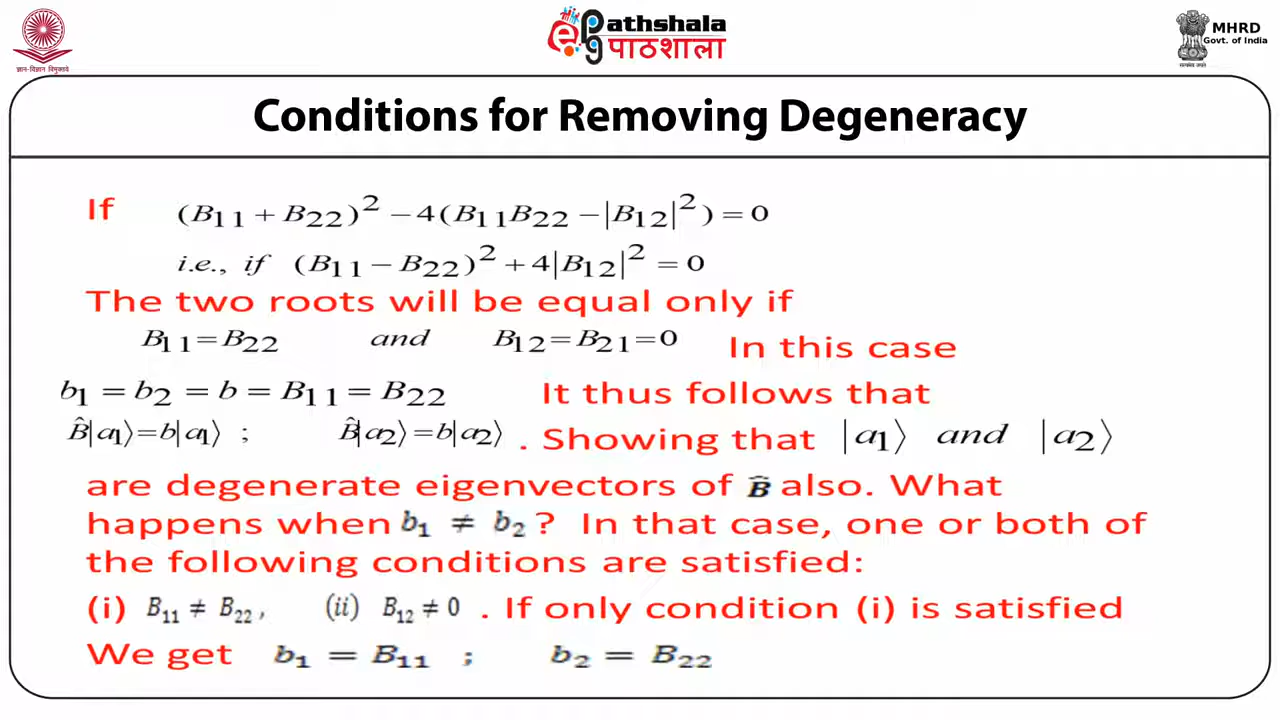 ज्ञान-विज्ञान विमुक्तये
ePG Pathshala
पाठशाला
सत्यमेव जयते
MHRD
Govt. of India
Conditions for Removing Degeneracy
If (B₁₁ + B₂₂)² − 4(B₁₁B₂₂ − |B₁₂|²) = 0
i.e., if (B₁₁ − B₂₂)² + 4|B₁₂|² = 0
The two roots will be equal only if
B₁₁=B₂₂ and B₁₂=B₂₁=0 In this case
b₁ = b₂ = b = B₁₁ = B₂₂ It thus follows that
B̂|a₁⟩=b|a₁⟩ ; B̂|a₂⟩=b|a₂⟩ . Showing that |a₁⟩ and |a₂⟩
are degenerate eigenvectors of B̂ also. What
happens when b₁ ≠ b₂ ? In that case, one or both of
the following conditions are satisfied:
(i) B₁₁ ≠ B₂₂, (ii) B₁₂ ≠ 0 . If only condition (i) is satisfied
We get b₁ = B₁₁ ; b₂ = B₂₂